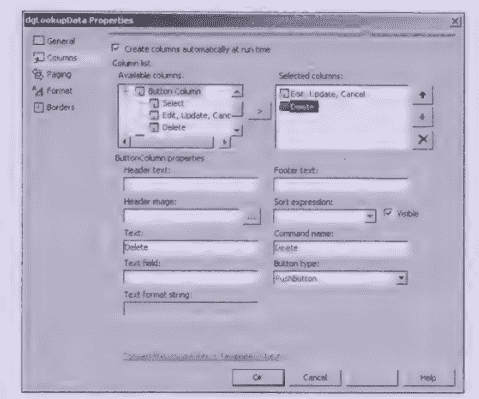 dgLookupData Properties
General
Columns
Paging
Format
Borders
Create columns automatically at run time
Column list:
Available columns:
Button Column
Select
Edit, Update, Canc
Delete
Selected columns:
Edit, Update, Cancel
Delete
ButtonColumn properties
Header text:
Footer text:
Header image:
...
Sort expression:
Visible
Text:
Delete
Command name:
Delete
Text field:
Button type:
PushButton
Text format string:
OK
Cancel
Help